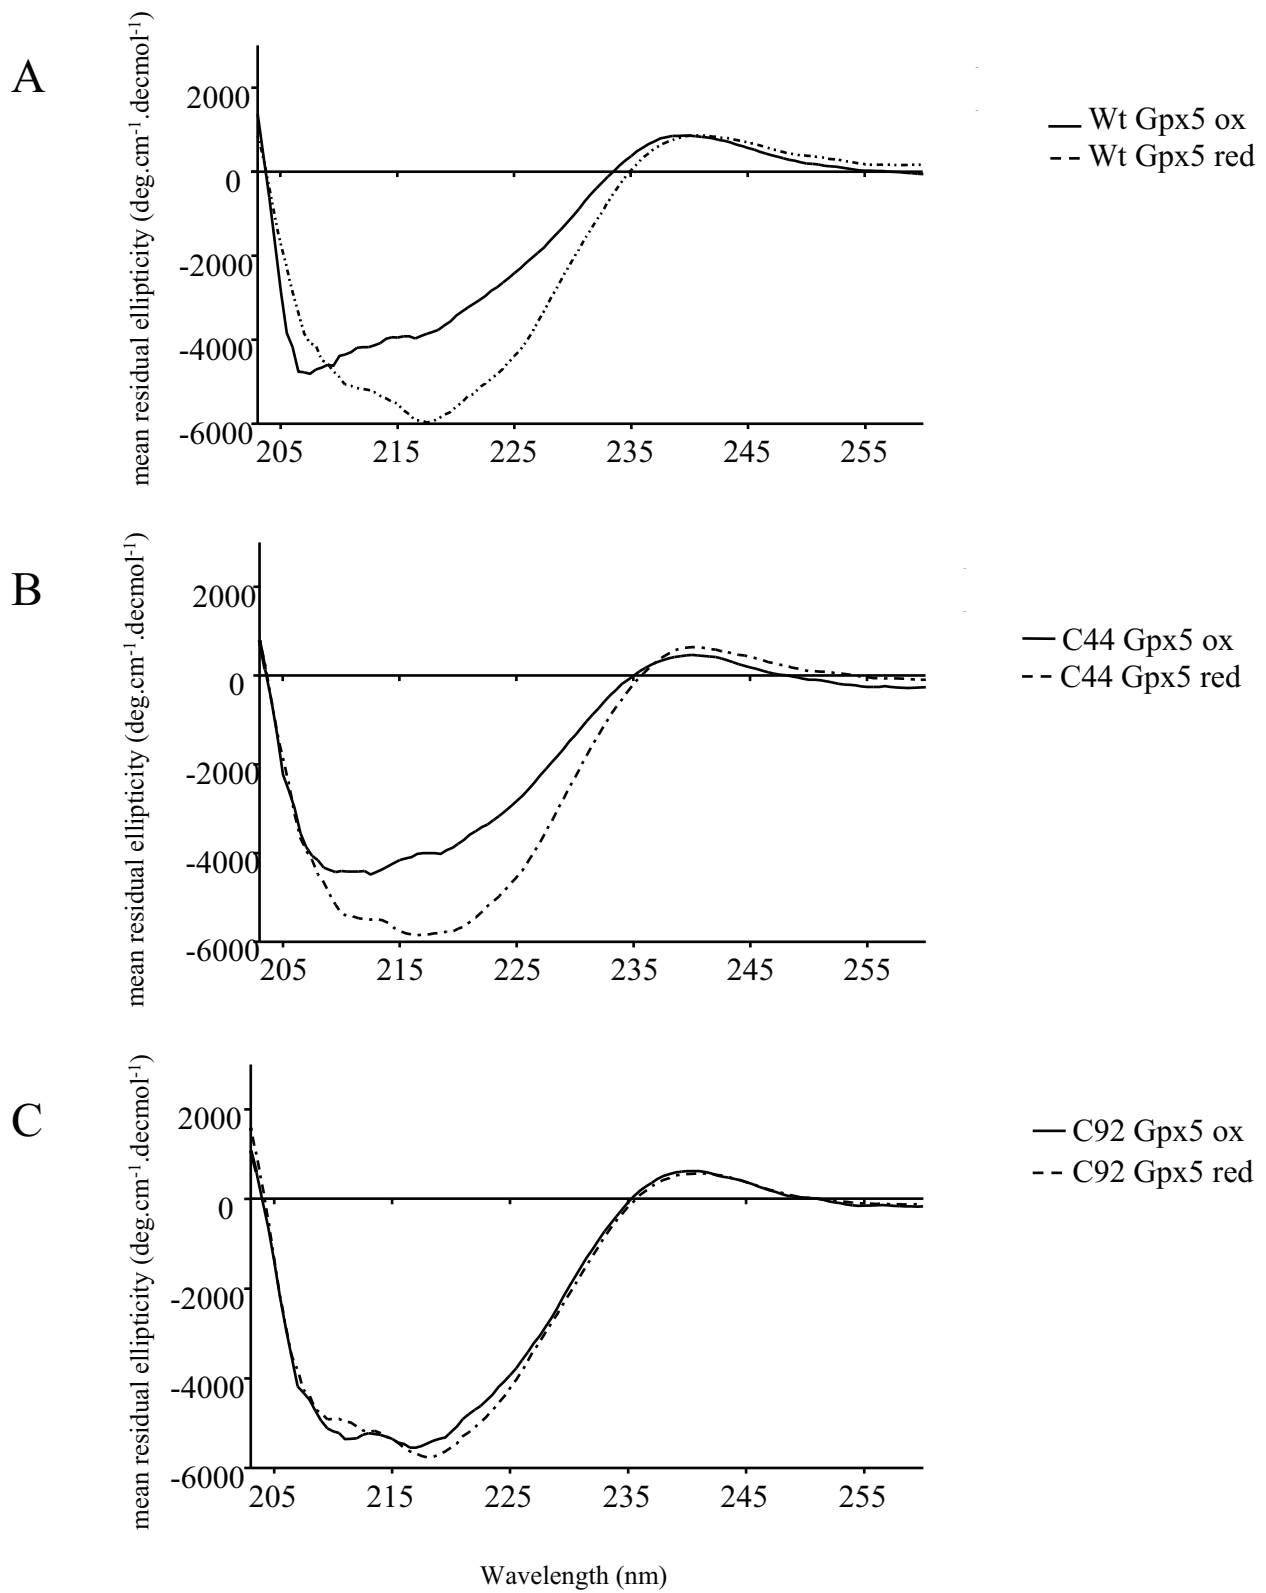 A
mean residual ellipticity (deg.cm⁻¹.decmol⁻¹)
2000
0
-2000
-4000
-6000
205 215 225 235 245 255
Wt Gpx5 ox
Wt Gpx5 red
B
mean residual ellipticity (deg.cm⁻¹.decmol⁻¹)
2000
0
-2000
-4000
-6000
205 215 225 235 245 255
C44 Gpx5 ox
C44 Gpx5 red
C
mean residual ellipticity (deg.cm⁻¹.decmol⁻¹)
2000
0
-2000
-4000
-6000
205 215 225 235 245 255
C92 Gpx5 ox
C92 Gpx5 red
Wavelength (nm)